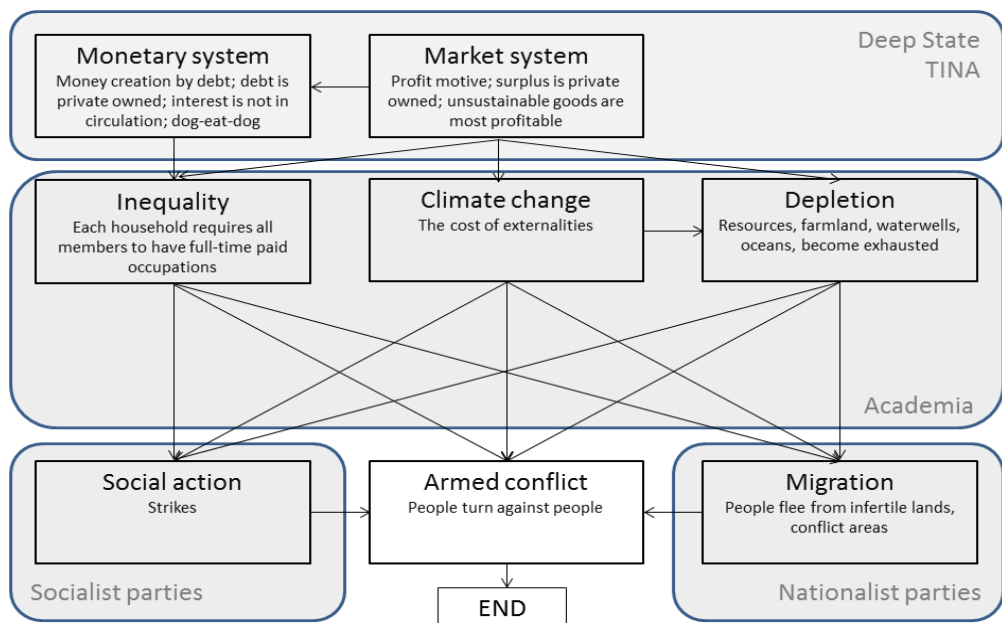 Deep State
TINA
Monetary system
Money creation by debt; debt is
private owned; interest is not in
circulation; dog-eat-dog
Market system
Profit motive; surplus is private
owned; unsustainable goods are
most profitable
Inequality
Each household requires all
members to have full-time paid
occupations
Climate change
The cost of externalities
Depletion
Resources, farmland, waterwells,
oceans, become exhausted
Academia
Social action
Strikes
Armed conflict
People turn against people
Migration
People flee from infertile lands,
conflict areas
Socialist parties
Nationalist parties
END